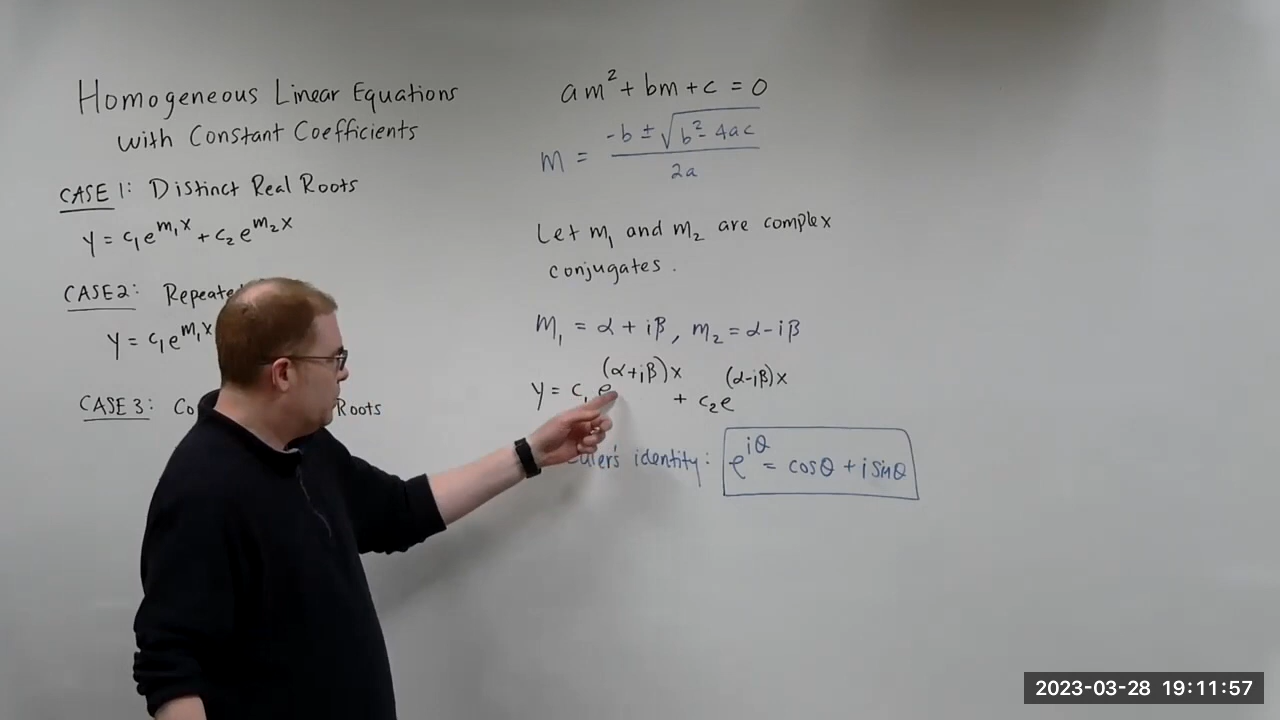 Homogeneous Linear Equations
with Constant Coefficients
CASE 1: Distinct Real Roots
y = c₁e^(m₁x) + c₂e^(m₂x)
CASE 2:
y = c₁e^(m₁x)
CASE 3: Roots
am² + bm + c = 0
m = (-b ± √(b² - 4ac)) / 2a
Let m₁ and m₂ are complex
conjugates.
m₁ = α + iβ, m₂ = α - iβ
y = c₁e^((α+iβ)x) + c₂e^((α-iβ)x)
identity: e^(iθ) = cosθ + i sinθ
2023-03-28 19:11:57